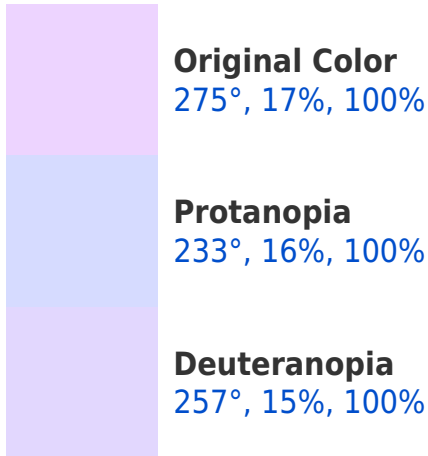 Original Color
275°, 17%, 100%
Protanopia
233°, 16%, 100%
Deuteranopia
257°, 15%, 100%